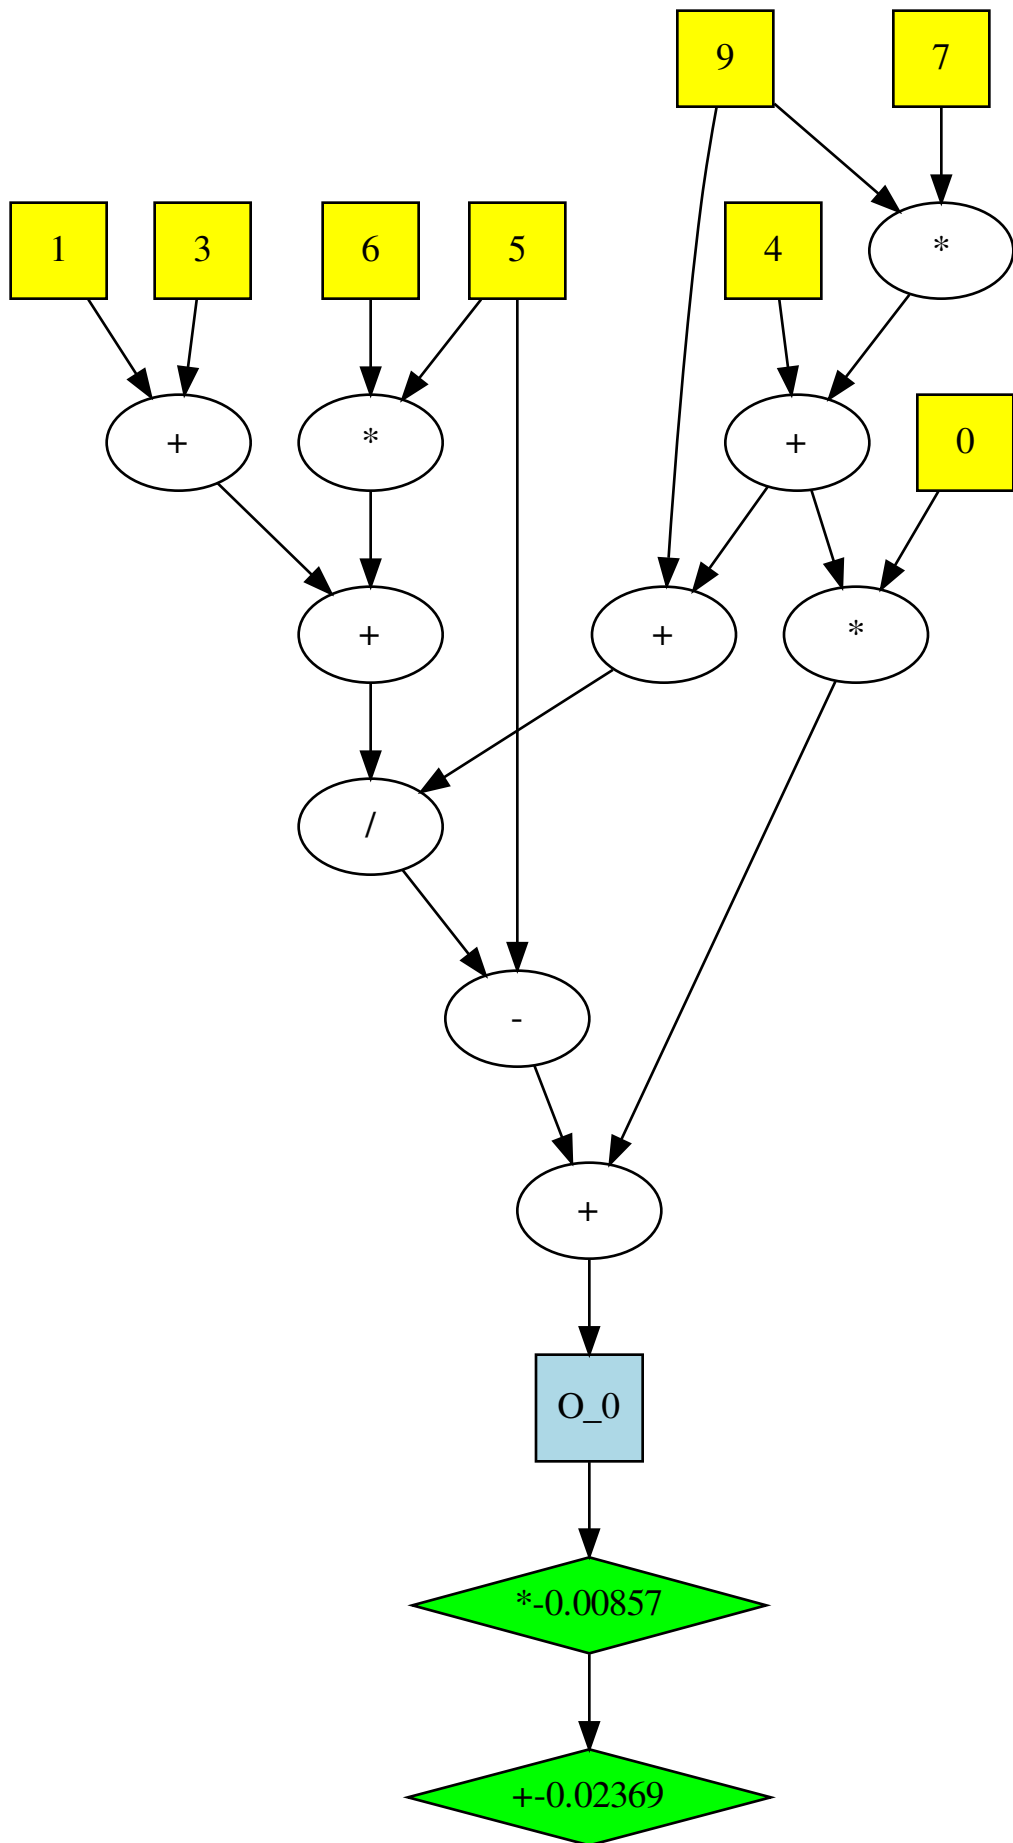 9 7
1 3 6 5 4 *
+ * + 0
+ + *
/
-
+
O_0
*-0.00857
+-0.02369